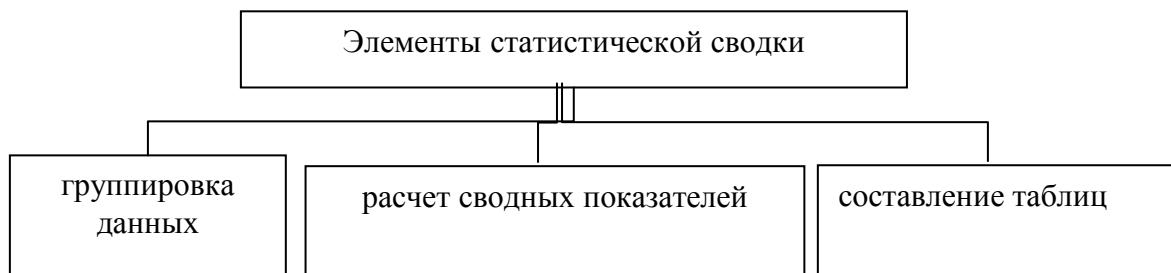 Элементы статистической сводки
группировка
данных
расчет сводных показателей
составление таблиц